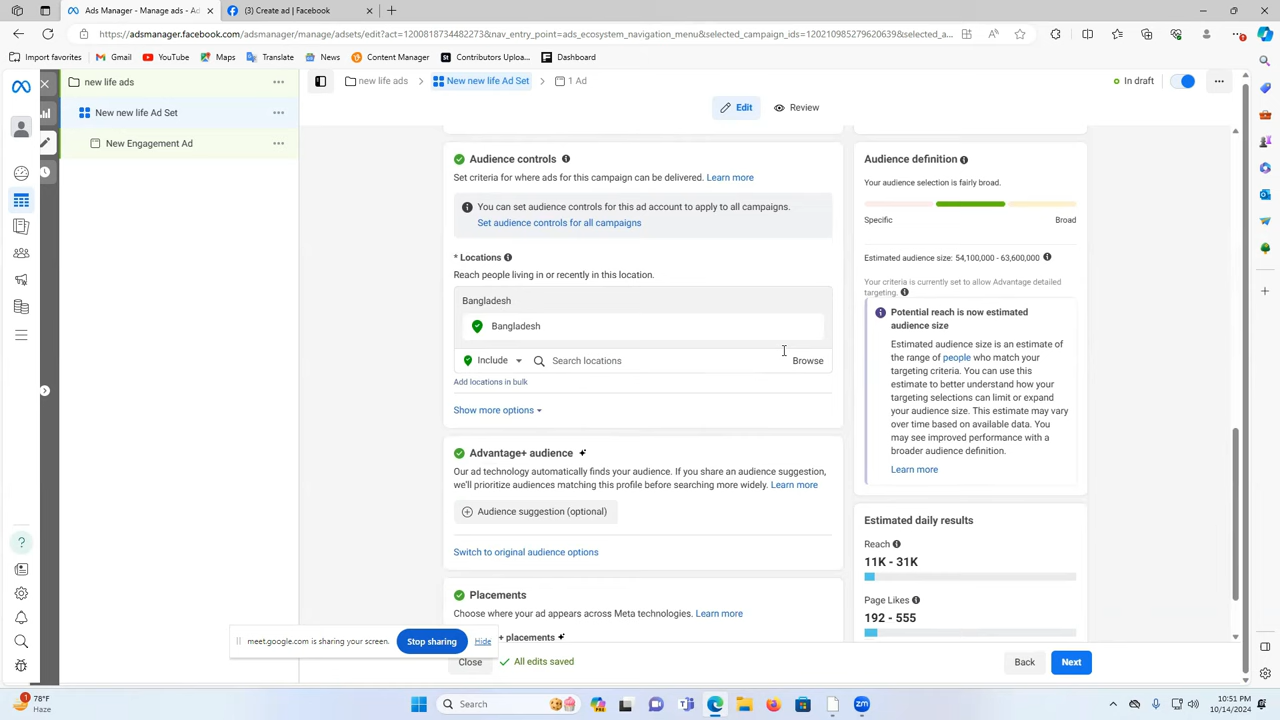 Ads Manager - Manage ads - Ad
(3) Create ad | Facebook
https://adsmanager.facebook.com/adsmanager/manage/adsets/edit?act=1200818734482273&nav_entry_point=ads_ecosystem_navigation_menu&selected_campaign_ids=120210985279620639&selected_a...
Import favorites
Gmail
YouTube
Maps
Translate
News
Content Manager
Contributors Uploa...
Dashboard
new life ads
New new life Ad Set
New Engagement Ad
new life ads
New new life Ad Set
1 Ad
In draft
Edit
Review
Audience controls
Set criteria for where ads for this campaign can be delivered. Learn more
You can set audience controls for this ad account to apply to all campaigns.
Set audience controls for all campaigns
* Locations
Reach people living in or recently in this location.
Bangladesh
Bangladesh
Include
Search locations
Browse
Add locations in bulk
Show more options
Advantage+ audience
Our ad technology automatically finds your audience. If you share an audience suggestion,
we'll prioritize audiences matching this profile before searching more widely. Learn more
Audience suggestion (optional)
Switch to original audience options
Placements
Choose where your ad appears across Meta technologies. Learn more
+ placements
Audience definition
Your audience selection is fairly broad.
Specific
Broad
Estimated audience size: 54,100,000 - 63,600,000
Your criteria is currently set to allow Advantage detailed
targeting.
Potential reach is now estimated
audience size
Estimated audience size is an estimate of
the range of people who match your
targeting criteria. You can use this
estimate to better understand how your
targeting selections can limit or expand
your audience size. This estimate may vary
over time based on available data. You
may see improved performance with a
broader audience definition.
Learn more
Estimated daily results
Reach
11K - 31K
Page Likes
192 - 555
meet.google.com is sharing your screen.
Stop sharing
Hide
Close
All edits saved
Back
Next
78°F
Haze
Search
10:51 PM
10/14/2024